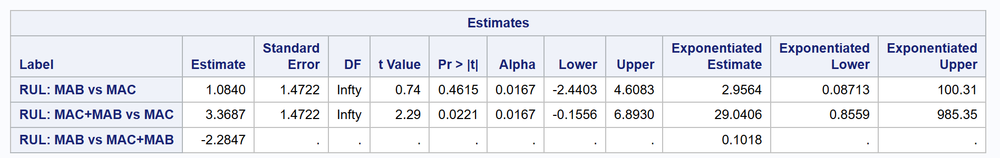 Estimates
Label Estimate Standard Error DF t Value Pr > |t| Alpha Lower Upper Exponentiated Estimate Exponentiated Lower Exponentiated Upper
RUL: MAB vs MAC 1.0840 1.4722 Infty 0.74 0.4615 0.0167 -2.4403 4.6083 2.9564 0.08713 100.31
RUL: MAC+MAB vs MAC 3.3687 1.4722 Infty 2.29 0.0221 0.0167 -0.1556 6.8930 29.0406 0.8559 985.35
RUL: MAB vs MAC+MAB -2.2847 . . . . . . . 0.1018 . .